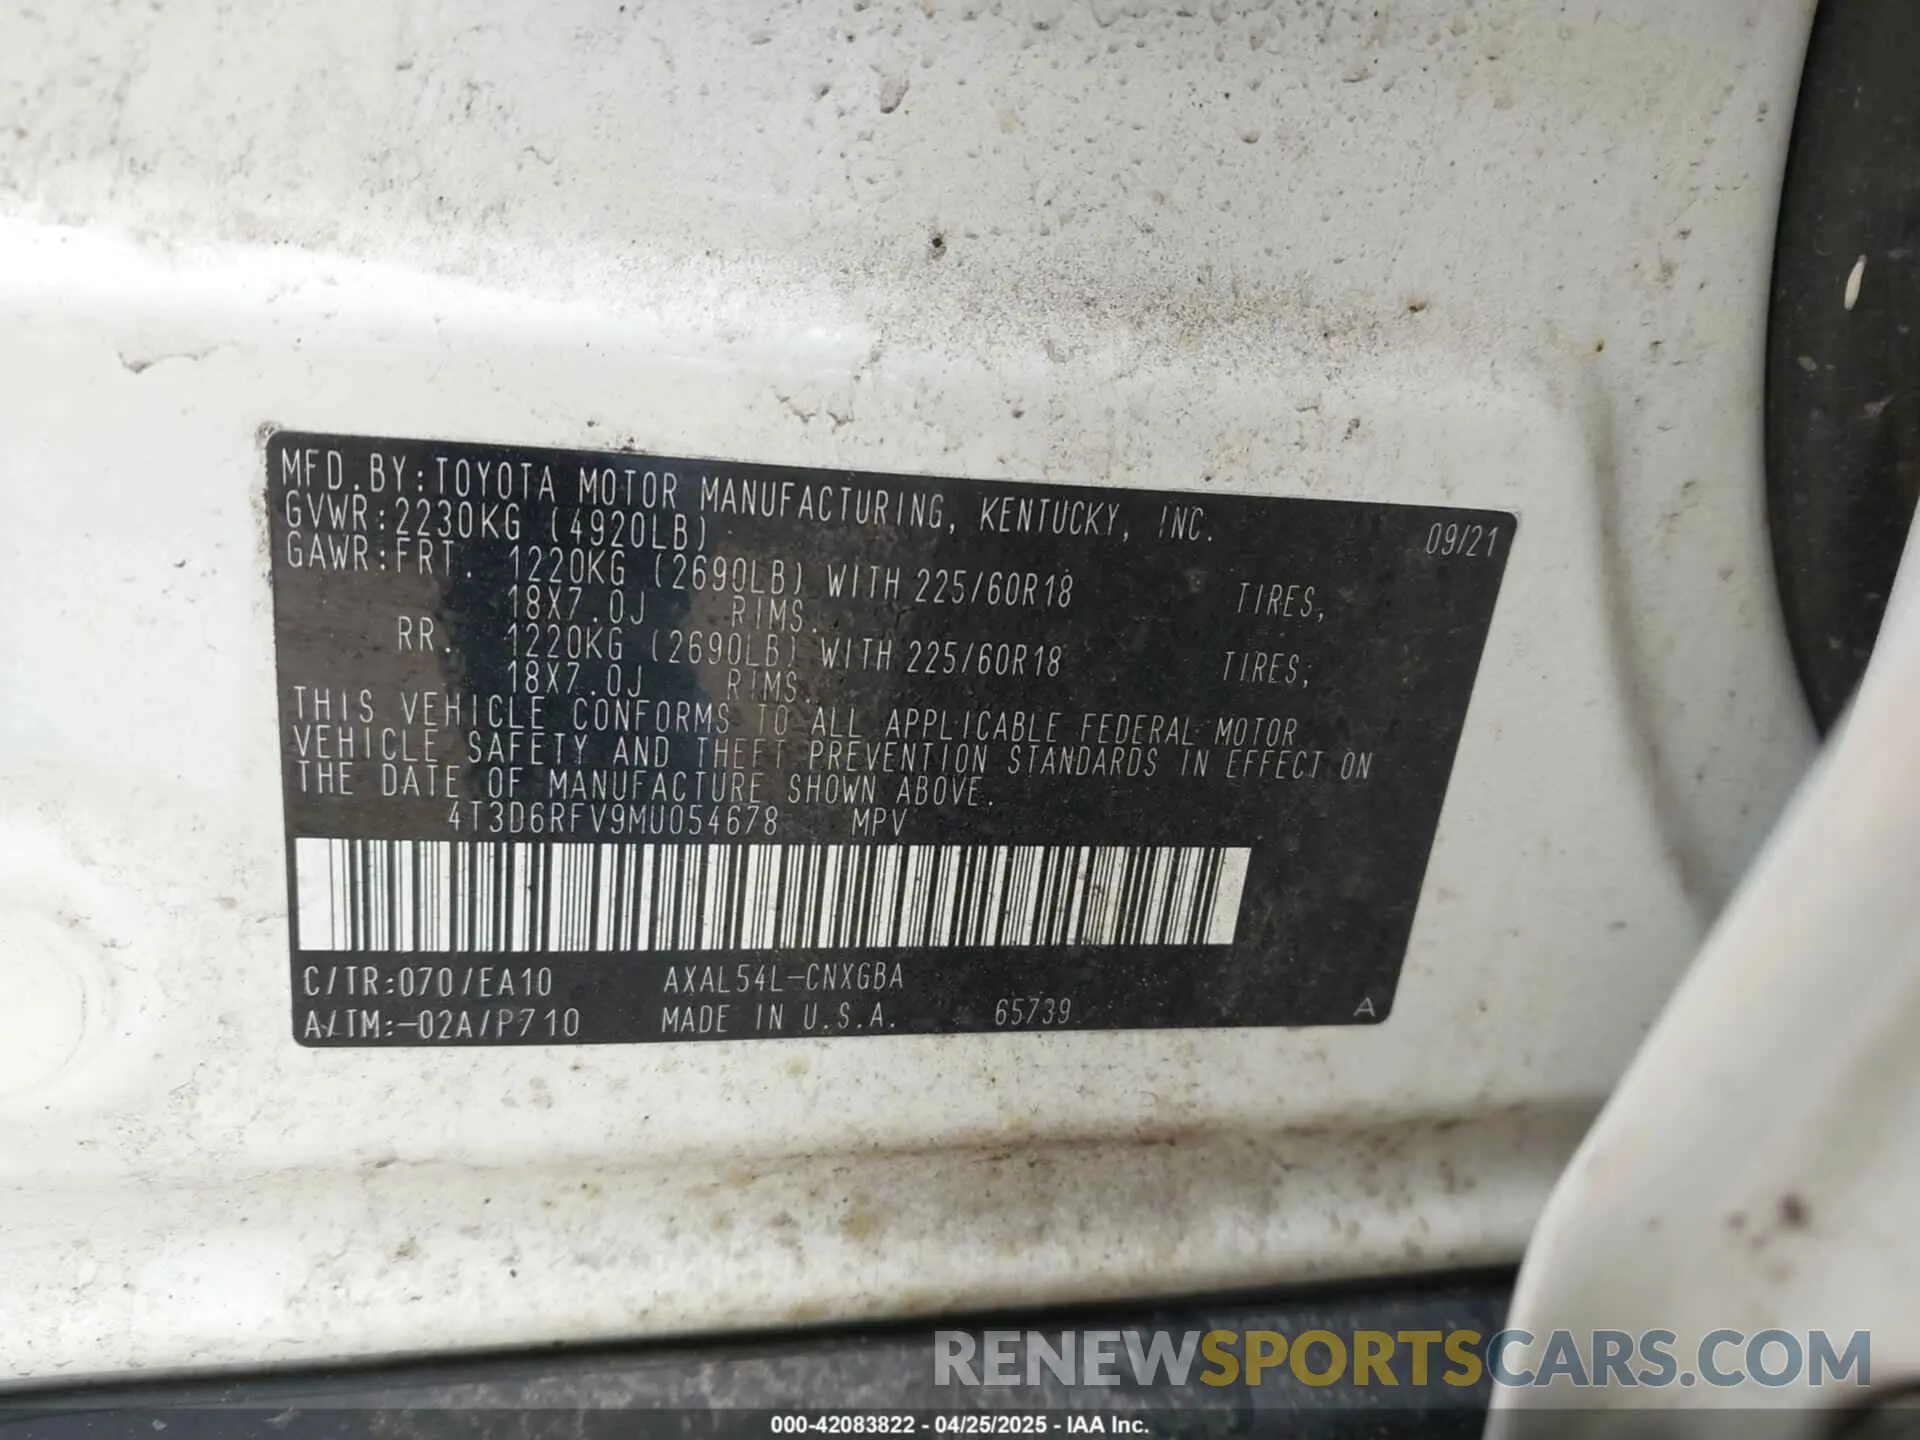 MFD.BY:TOYOTA MOTOR MANUFACTURING, KENTUCKY, INC. 09/21
GVWR:2230KG (4920LB)
GAWR:FRT. 1220KG (2690LB) WITH 225/60R18 TIRES,
18X7.0J RIMS.
RR. 1220KG (2690LB) WITH 225/60R18 TIRES;
18X7.0J RIMS.
THIS VEHICLE CONFORMS TO ALL APPLICABLE FEDERAL MOTOR
VEHICLE SAFETY AND THEFT PREVENTION STANDARDS IN EFFECT ON
THE DATE OF MANUFACTURE SHOWN ABOVE.
4T3D6RFV9MU054678 MPV
C/TR:070/EA10 AXAL54L-CNXGBA
A/TM:-02A/P710 MADE IN U.S.A. 65739 A
RENEWSPORTSCARS.COM
000-42083822 - 04/25/2025 - IAA Inc.